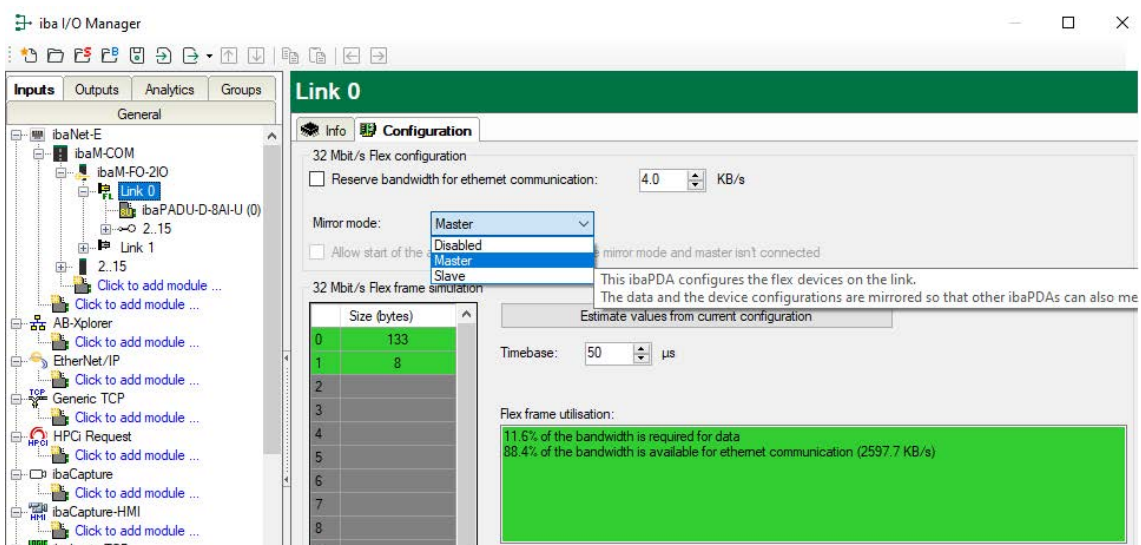 iba I/O Manager
Inputs Outputs Analytics Groups
General
ibaNet-E
ibaM-COM
ibaM-FO-2IO
Link 0
ibaPADU-D-8AI-U (0)
2..15
Link 1
2..15
Click to add module ...
Click to add module ...
AB-Xplorer
Click to add module ...
EtherNet/IP
Click to add module ...
Generic TCP
Click to add module ...
HPCi Request
Click to add module ...
ibaCapture
Click to add module ...
ibaCapture-HMI
Click to add module ...
Link 0
Info Configuration
32 Mbit/s Flex configuration
Reserve bandwidth for ethernet communication: 4.0 KB/s
Mirror mode: Master
Disabled
Master
Slave
Allow start of the a mirror mode and master isn't connected
This ibaPDA configures the flex devices on the link.
The data and the device configurations are mirrored so that other ibaPDAs can also me
32 Mbit/s Flex frame simulation
Size (bytes)
0 133
1 8
2
3
4
5
6
7
8
Estimate values from current configuration
Timebase: 50 µs
Flex frame utilisation:
11.6% of the bandwidth is required for data
88.4% of the bandwidth is available for ethernet communication (2597.7 KB/s)